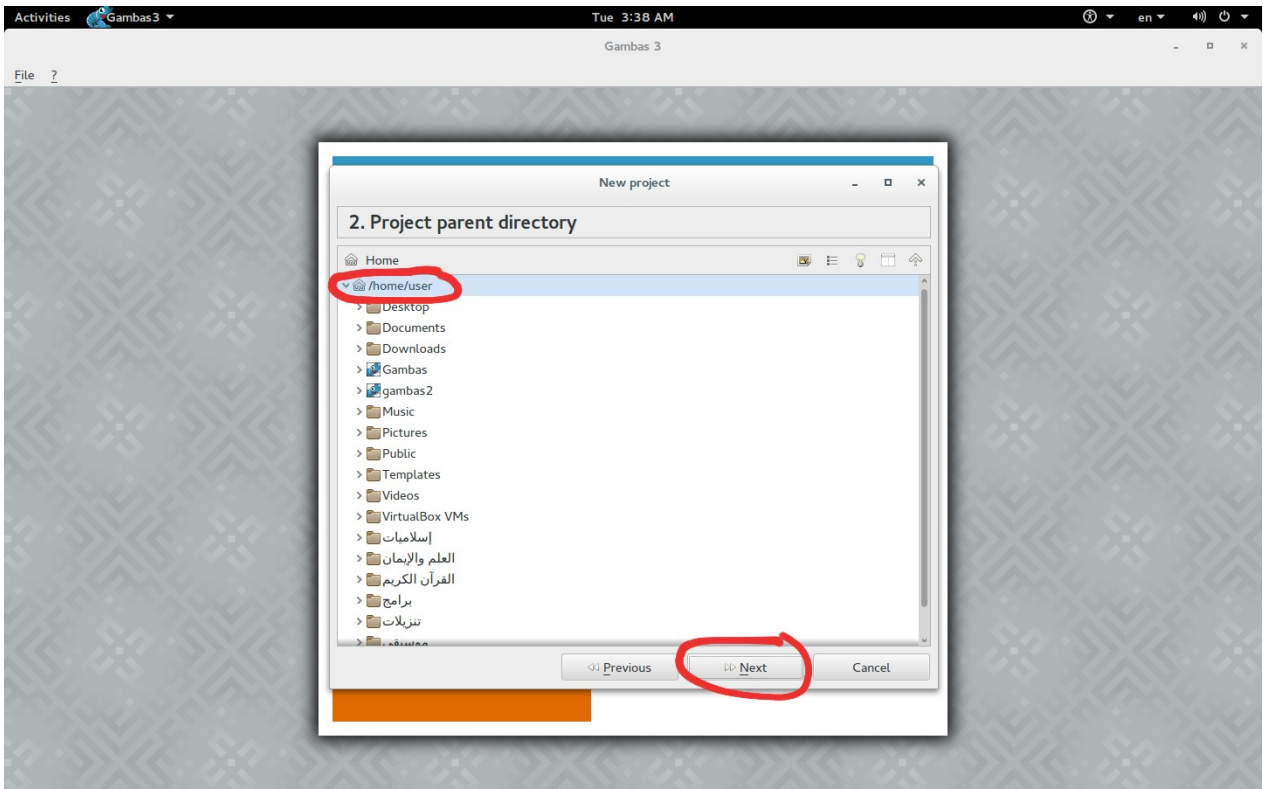 Activities Gambas3 Tue 3:38 AM en
Gambas 3
File ?
New project
2. Project parent directory
Home
/home/user
Desktop
Documents
Downloads
Gambas
gambas2
Music
Pictures
Public
Templates
Videos
VirtualBox VMs
إسلاميات
العلم والإيمان
القرآن الكريم
برامج
تنزيلات
Previous Next Cancel